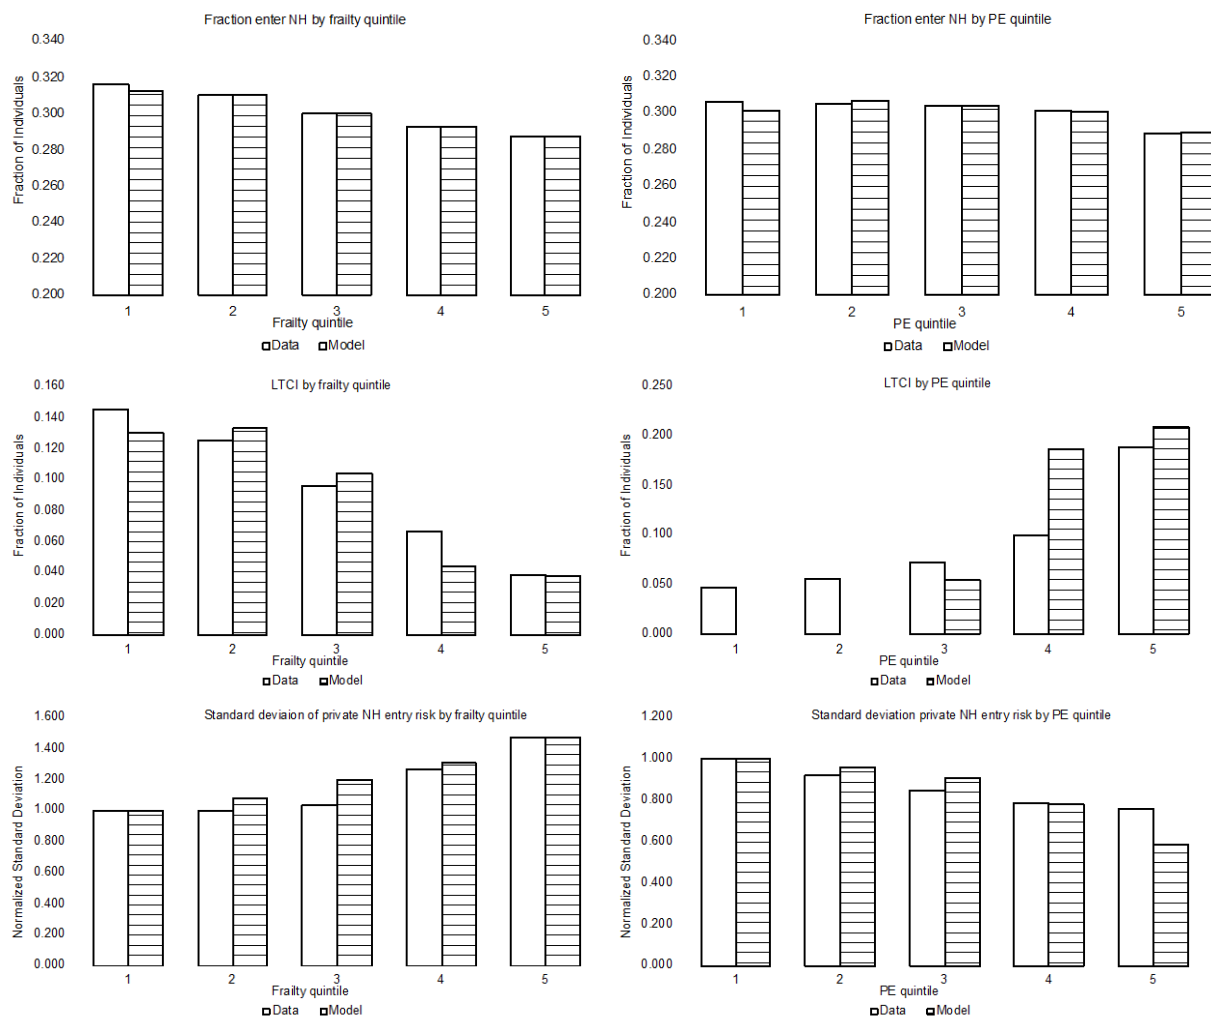 Fraction enter NH by frailty quintile
0.340
0.320
0.300
0.280
0.260
0.240
0.220
0.200
Fraction of Individuals
1 2 3 4 5
Frailty quintile
Data Model
Fraction enter NH by PE quintile
0.340
0.320
0.300
0.280
0.260
0.240
0.220
0.200
Fraction of Individuals
1 2 3 4 5
PE quintile
Data Model
LTCI by frailty quintile
0.160
0.140
0.120
0.100
0.080
0.060
0.040
0.020
0.000
Fraction of Individuals
1 2 3 4 5
Frailty quintile
Data Model
LTCI by PE quintile
0.250
0.200
0.150
0.100
0.050
0.000
Fraction of Individuals
1 2 3 4 5
PE quintile
Data Model
Standard deviaion of private NH entry risk by frailty quintile
1.600
1.400
1.200
1.000
0.800
0.600
0.400
0.200
0.000
Normalized Standard Deviation
1 2 3 4 5
Frailty quintile
Data Model
Standard deviation private NH entry risk by PE quintile
1.200
1.000
0.800
0.600
0.400
0.200
0.000
Normalized Standard Deviation
1 2 3 4 5
PE quintile
Data Model